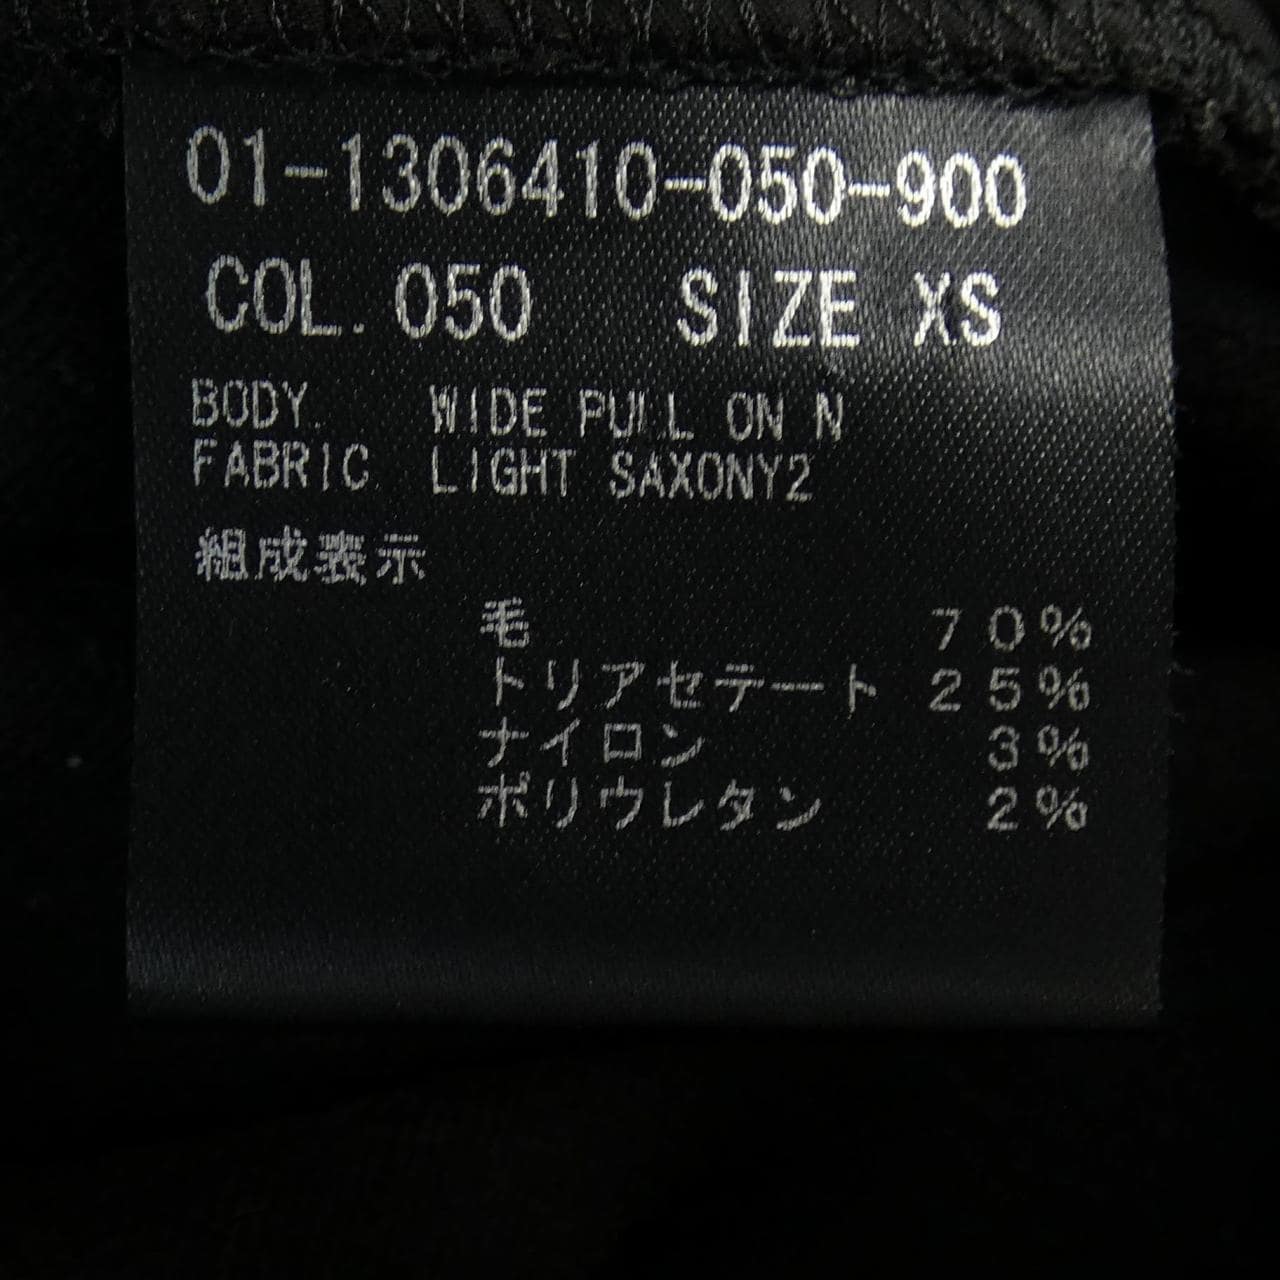 01-1306410-050-900
COL. 050 SIZE XS
BODY. WIDE PULL ON N
FABRIC LIGHT SAXONY2
組成表示
毛 70%
トリアセテート 25%
ナイロン 3%
ポリウレタン 2%